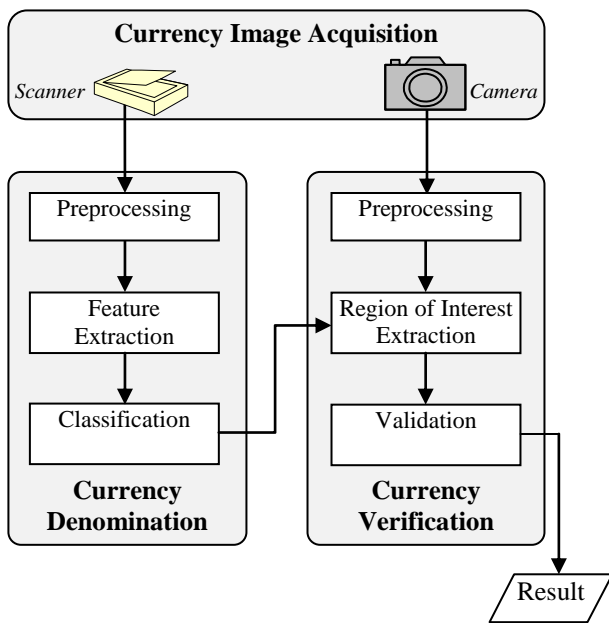 Currency Image Acquisition
Scanner
Camera
Preprocessing
Feature
Extraction
Classification
Currency
Denomination
Preprocessing
Region of Interest
Extraction
Validation
Currency
Verification
Result